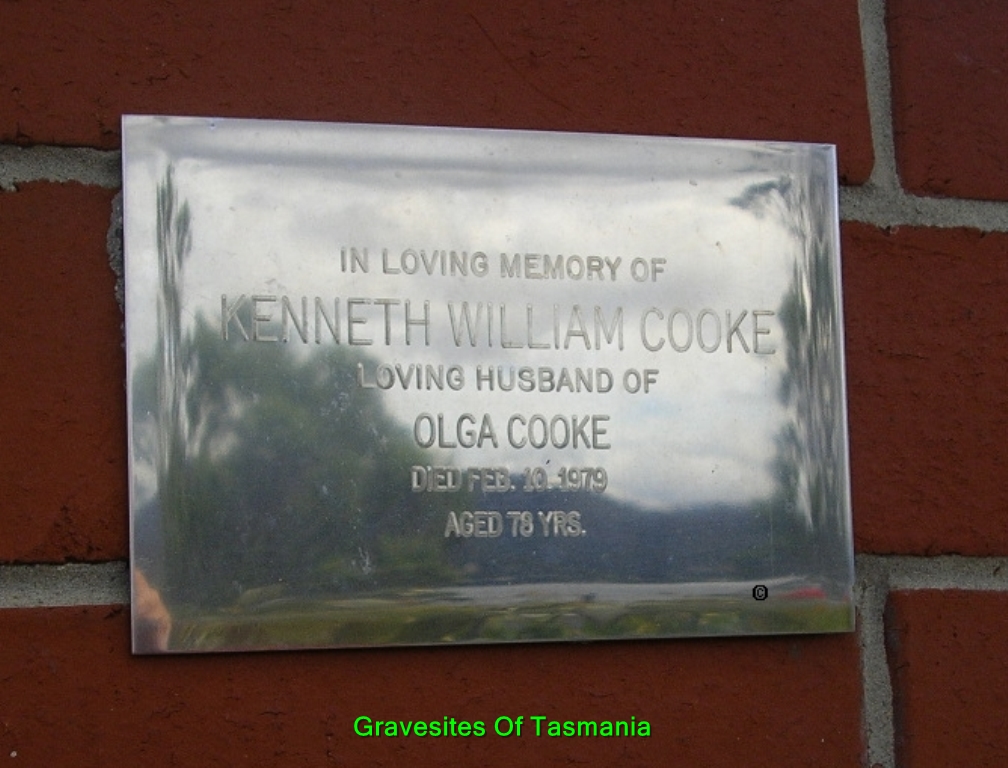 IN LOVING MEMORY OF
KENNETH WILLIAM COOKE
LOVING HUSBAND OF
OLGA COOKE
DIED FEB. 10. 1979
AGED 78 YRS.
©
Gravesites Of Tasmania